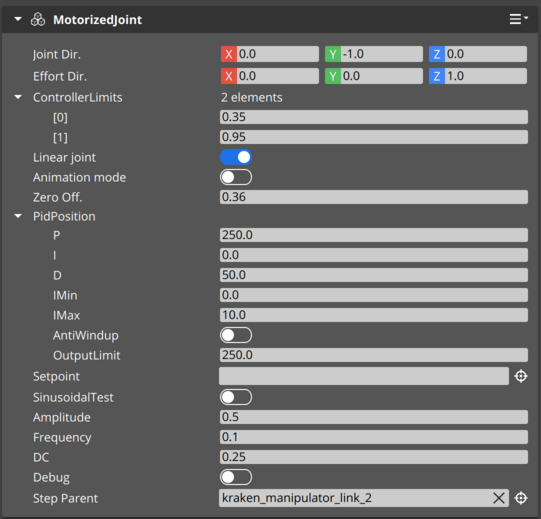 MotorizedJoint
Joint Dir. X 0.0 Y -1.0 Z 0.0
Effort Dir. X 0.0 Y 0.0 Z 1.0
ControllerLimits 2 elements
[0] 0.35
[1] 0.95
Linear joint
Animation mode
Zero Off. 0.36
PidPosition
P 250.0
I 0.0
D 50.0
IMin 0.0
IMax 10.0
AntiWindup
OutputLimit 250.0
Setpoint
SinusoidalTest
Amplitude 0.5
Frequency 0.1
DC 0.25
Debug
Step Parent kraken_manipulator_link_2